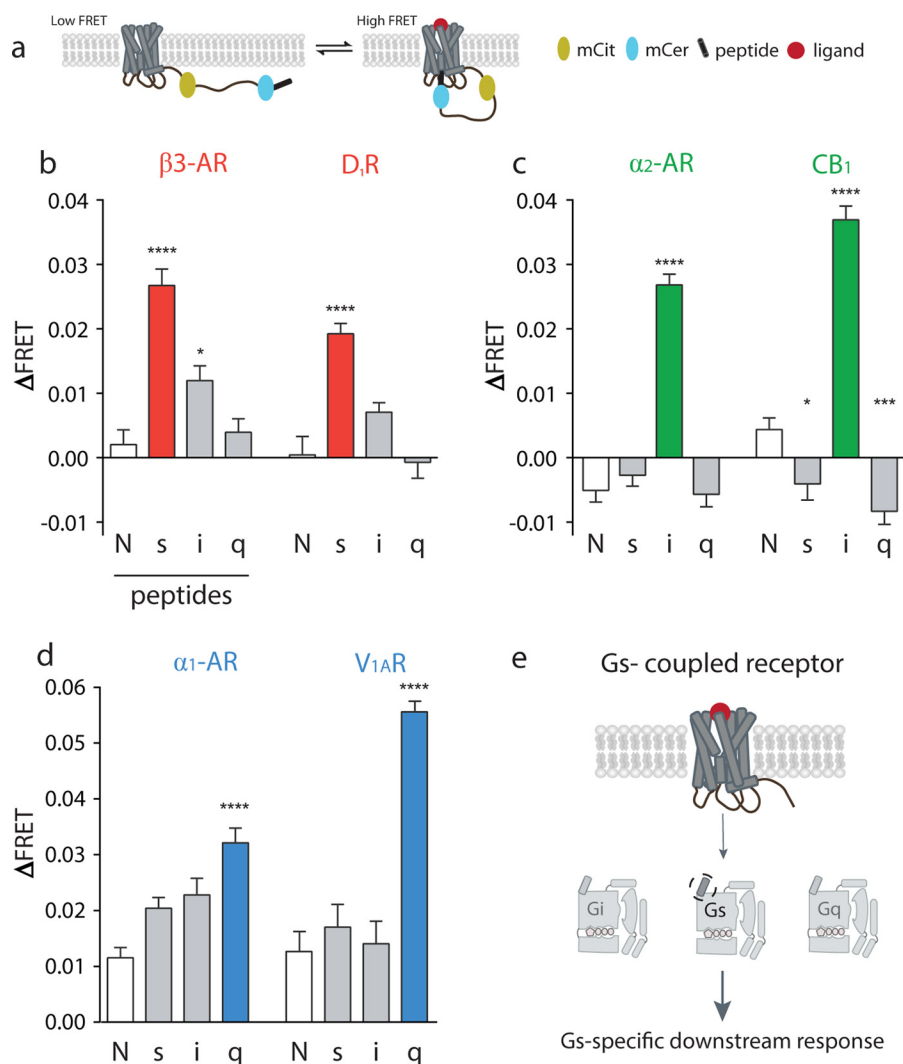 a
Low FRET
High FRET
mCit mCer peptide ligand
b
β3-AR D₁R
****
*
****
ΔFRET
0.04
0.03
0.02
0.01
0.00
-0.01
N s i q N s i q
peptides
c
α2-AR CB1
****
****
*
***
ΔFRET
0.04
0.03
0.02
0.01
0.00
-0.01
N s i q N s i q
d
α1-AR V1AR
****
****
ΔFRET
0.06
0.05
0.04
0.03
0.02
0.01
0.00
N s i q N s i q
e
Gs- coupled receptor
Gi Gs Gq
Gs-specific downstream response